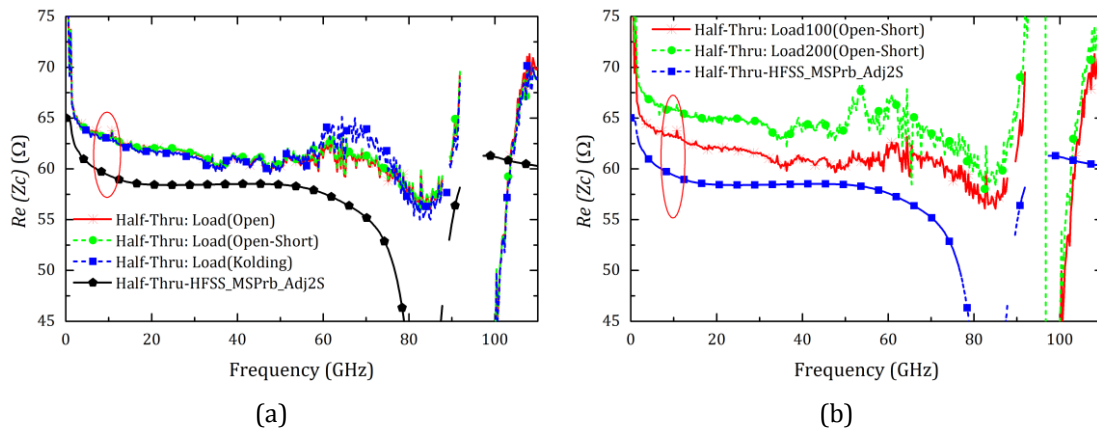 75
70
65
60
55
50
45
Re (Zc) (Ω)
Half-Thru: Load(Open)
Half-Thru: Load(Open-Short)
Half-Thru: Load(Kolding)
Half-Thru-HFSS_MSPrb_Adj2S
0 20 40 60 80 100
Frequency (GHz)
(a)
75
70
65
60
55
50
45
Re (Zc) (Ω)
Half-Thru: Load100(Open-Short)
Half-Thru: Load200(Open-Short)
Half-Thru-HFSS_MSPrb_Adj2S
0 20 40 60 80 100
Frequency (GHz)
(b)